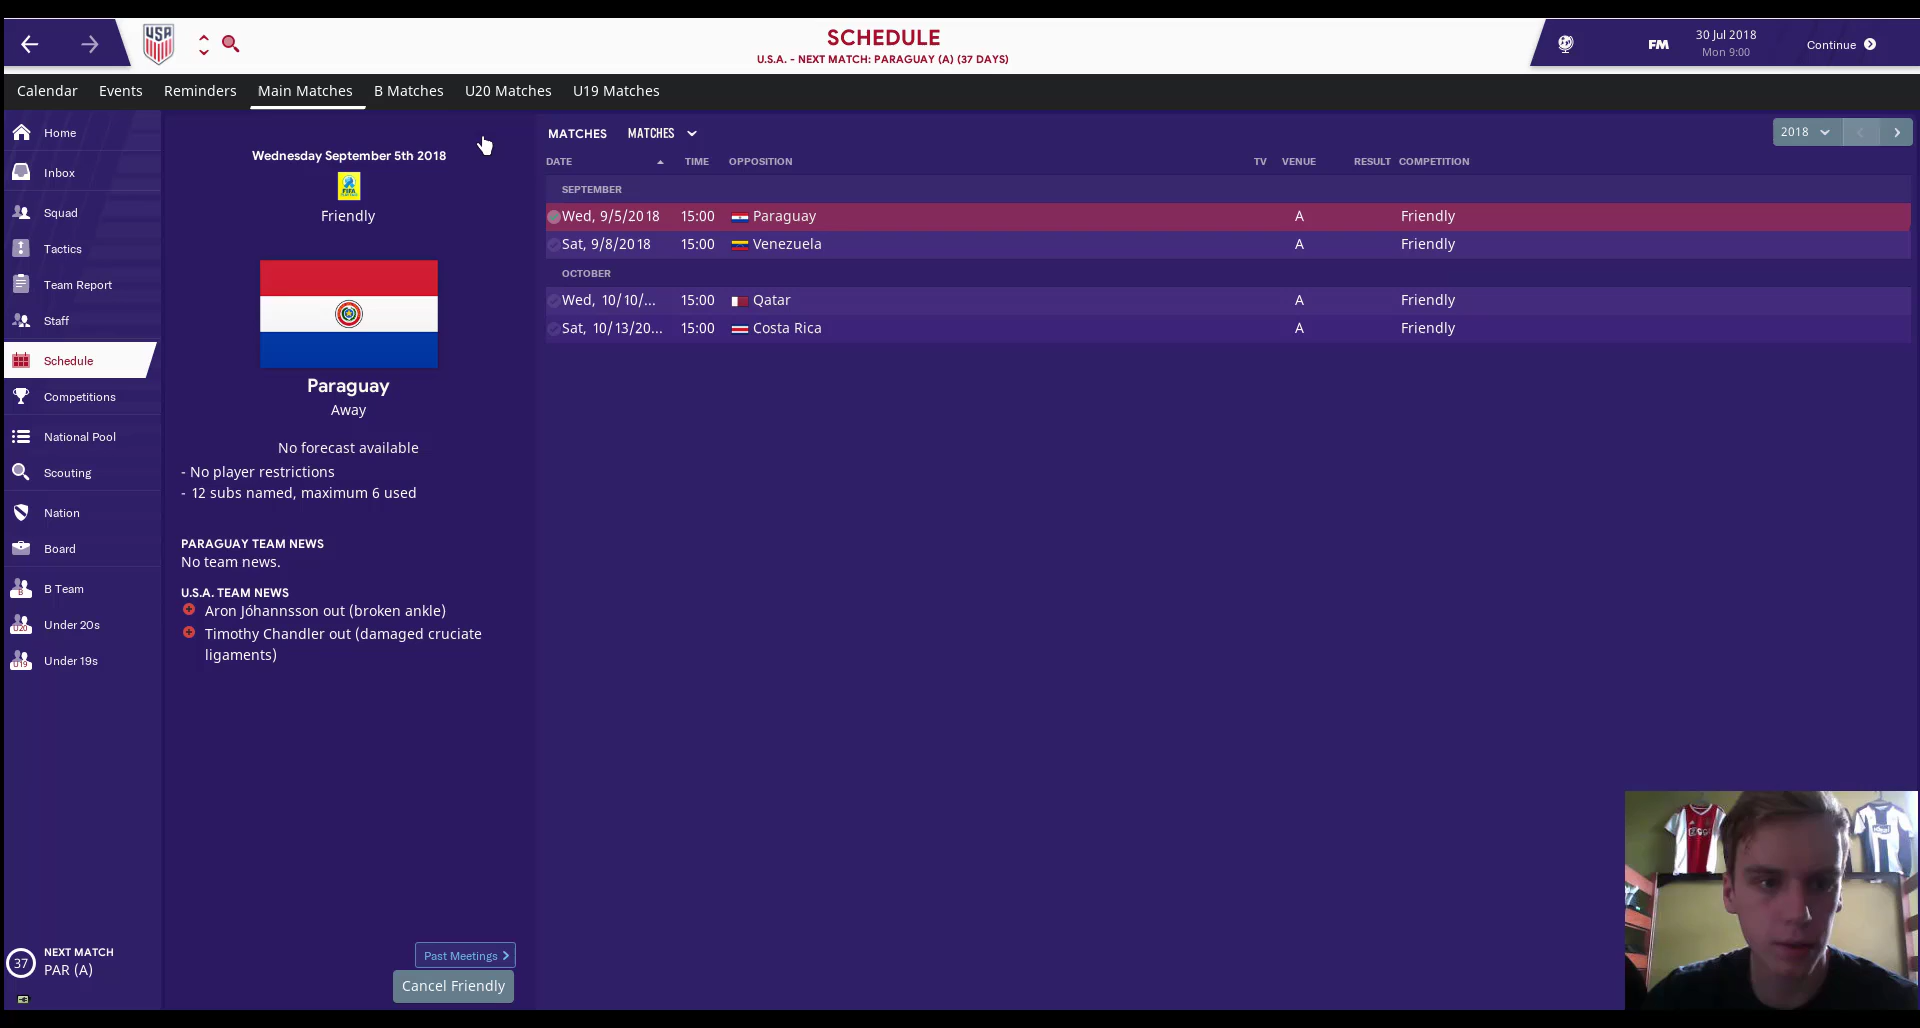 USA
SCHEDULE
U.S.A. - NEXT MATCH: PARAGUAY (A) (37 DAYS)
FM
30 Jul 2018
Mon 9:00
Continue
Calendar Events Reminders Main Matches B Matches U20 Matches U19 Matches
Home
Inbox
Squad
Tactics
Team Report
Staff
Schedule
Competitions
National Pool
Scouting
Nation
Board
B
B Team
U20
Under 20s
U19
Under 19s
37
NEXT MATCH
PAR (A)
Wednesday September 5th 2018
FIFA
Friendly
Paraguay
Away
No forecast available
- No player restrictions
- 12 subs named, maximum 6 used
PARAGUAY TEAM NEWS
No team news.
U.S.A. TEAM NEWS
Aron Jóhannsson out (broken ankle)
Timothy Chandler out (damaged cruciate
ligaments)
Past Meetings
Cancel Friendly
MATCHES MATCHES
2018
DATE TIME OPPOSITION TV VENUE RESULT COMPETITION
SEPTEMBER
Wed, 9/5/2018 15:00 Paraguay A Friendly
Sat, 9/8/2018 15:00 Venezuela A Friendly
OCTOBER
Wed, 10/10/... 15:00 Qatar A Friendly
Sat, 10/13/20... 15:00 Costa Rica A Friendly